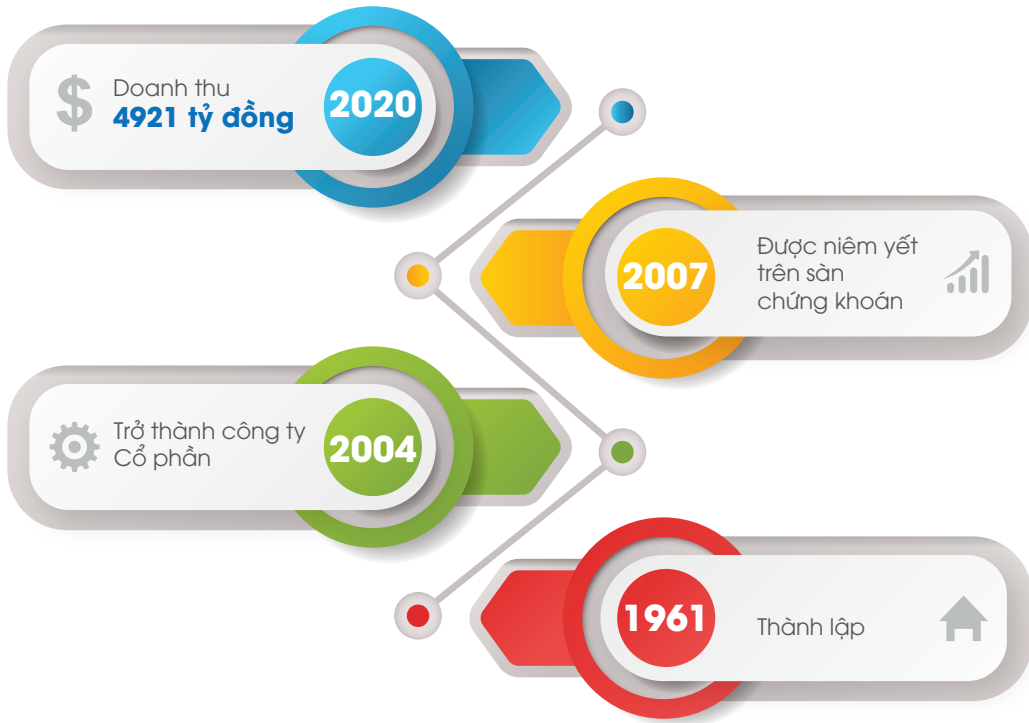 $
Doanh thu
4921 tỷ đồng
2020
2007
Được niêm yết
trên sàn
chứng khoán
Trở thành công ty
Cổ phần
2004
1961
Thành lập